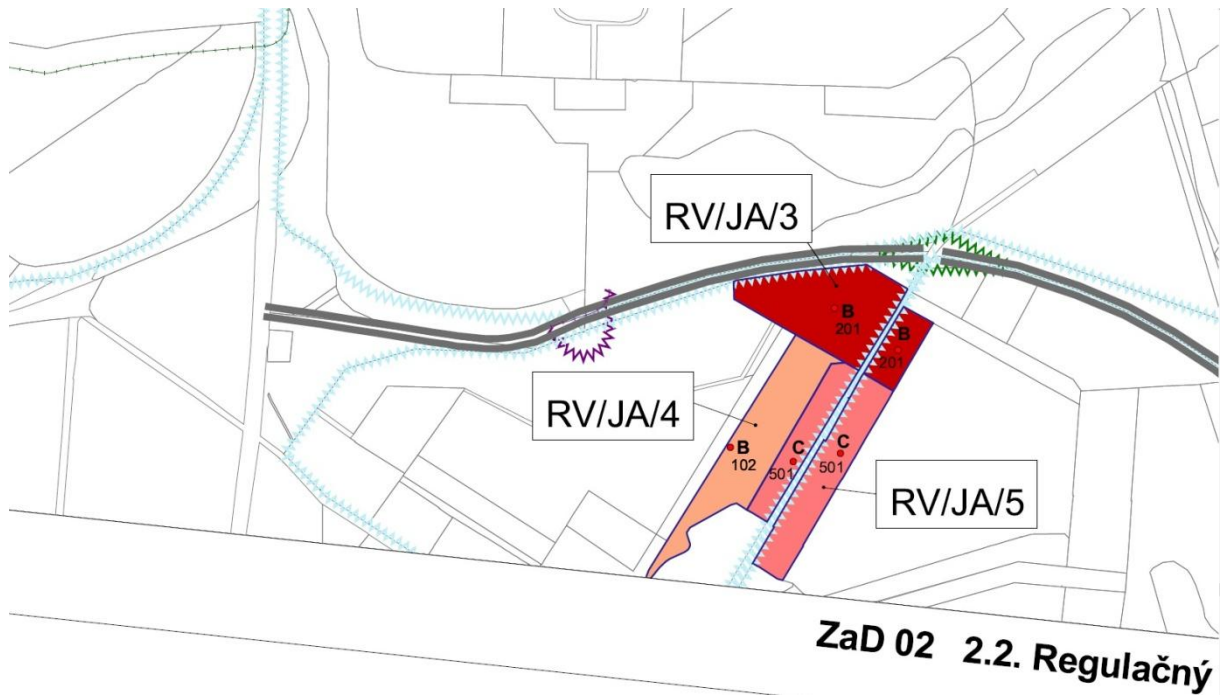 RV/JA/3
B
201
B
201
RV/JA/4
B
102
C
501
C
501
RV/JA/5
ZaD 02 2.2. Regulačný